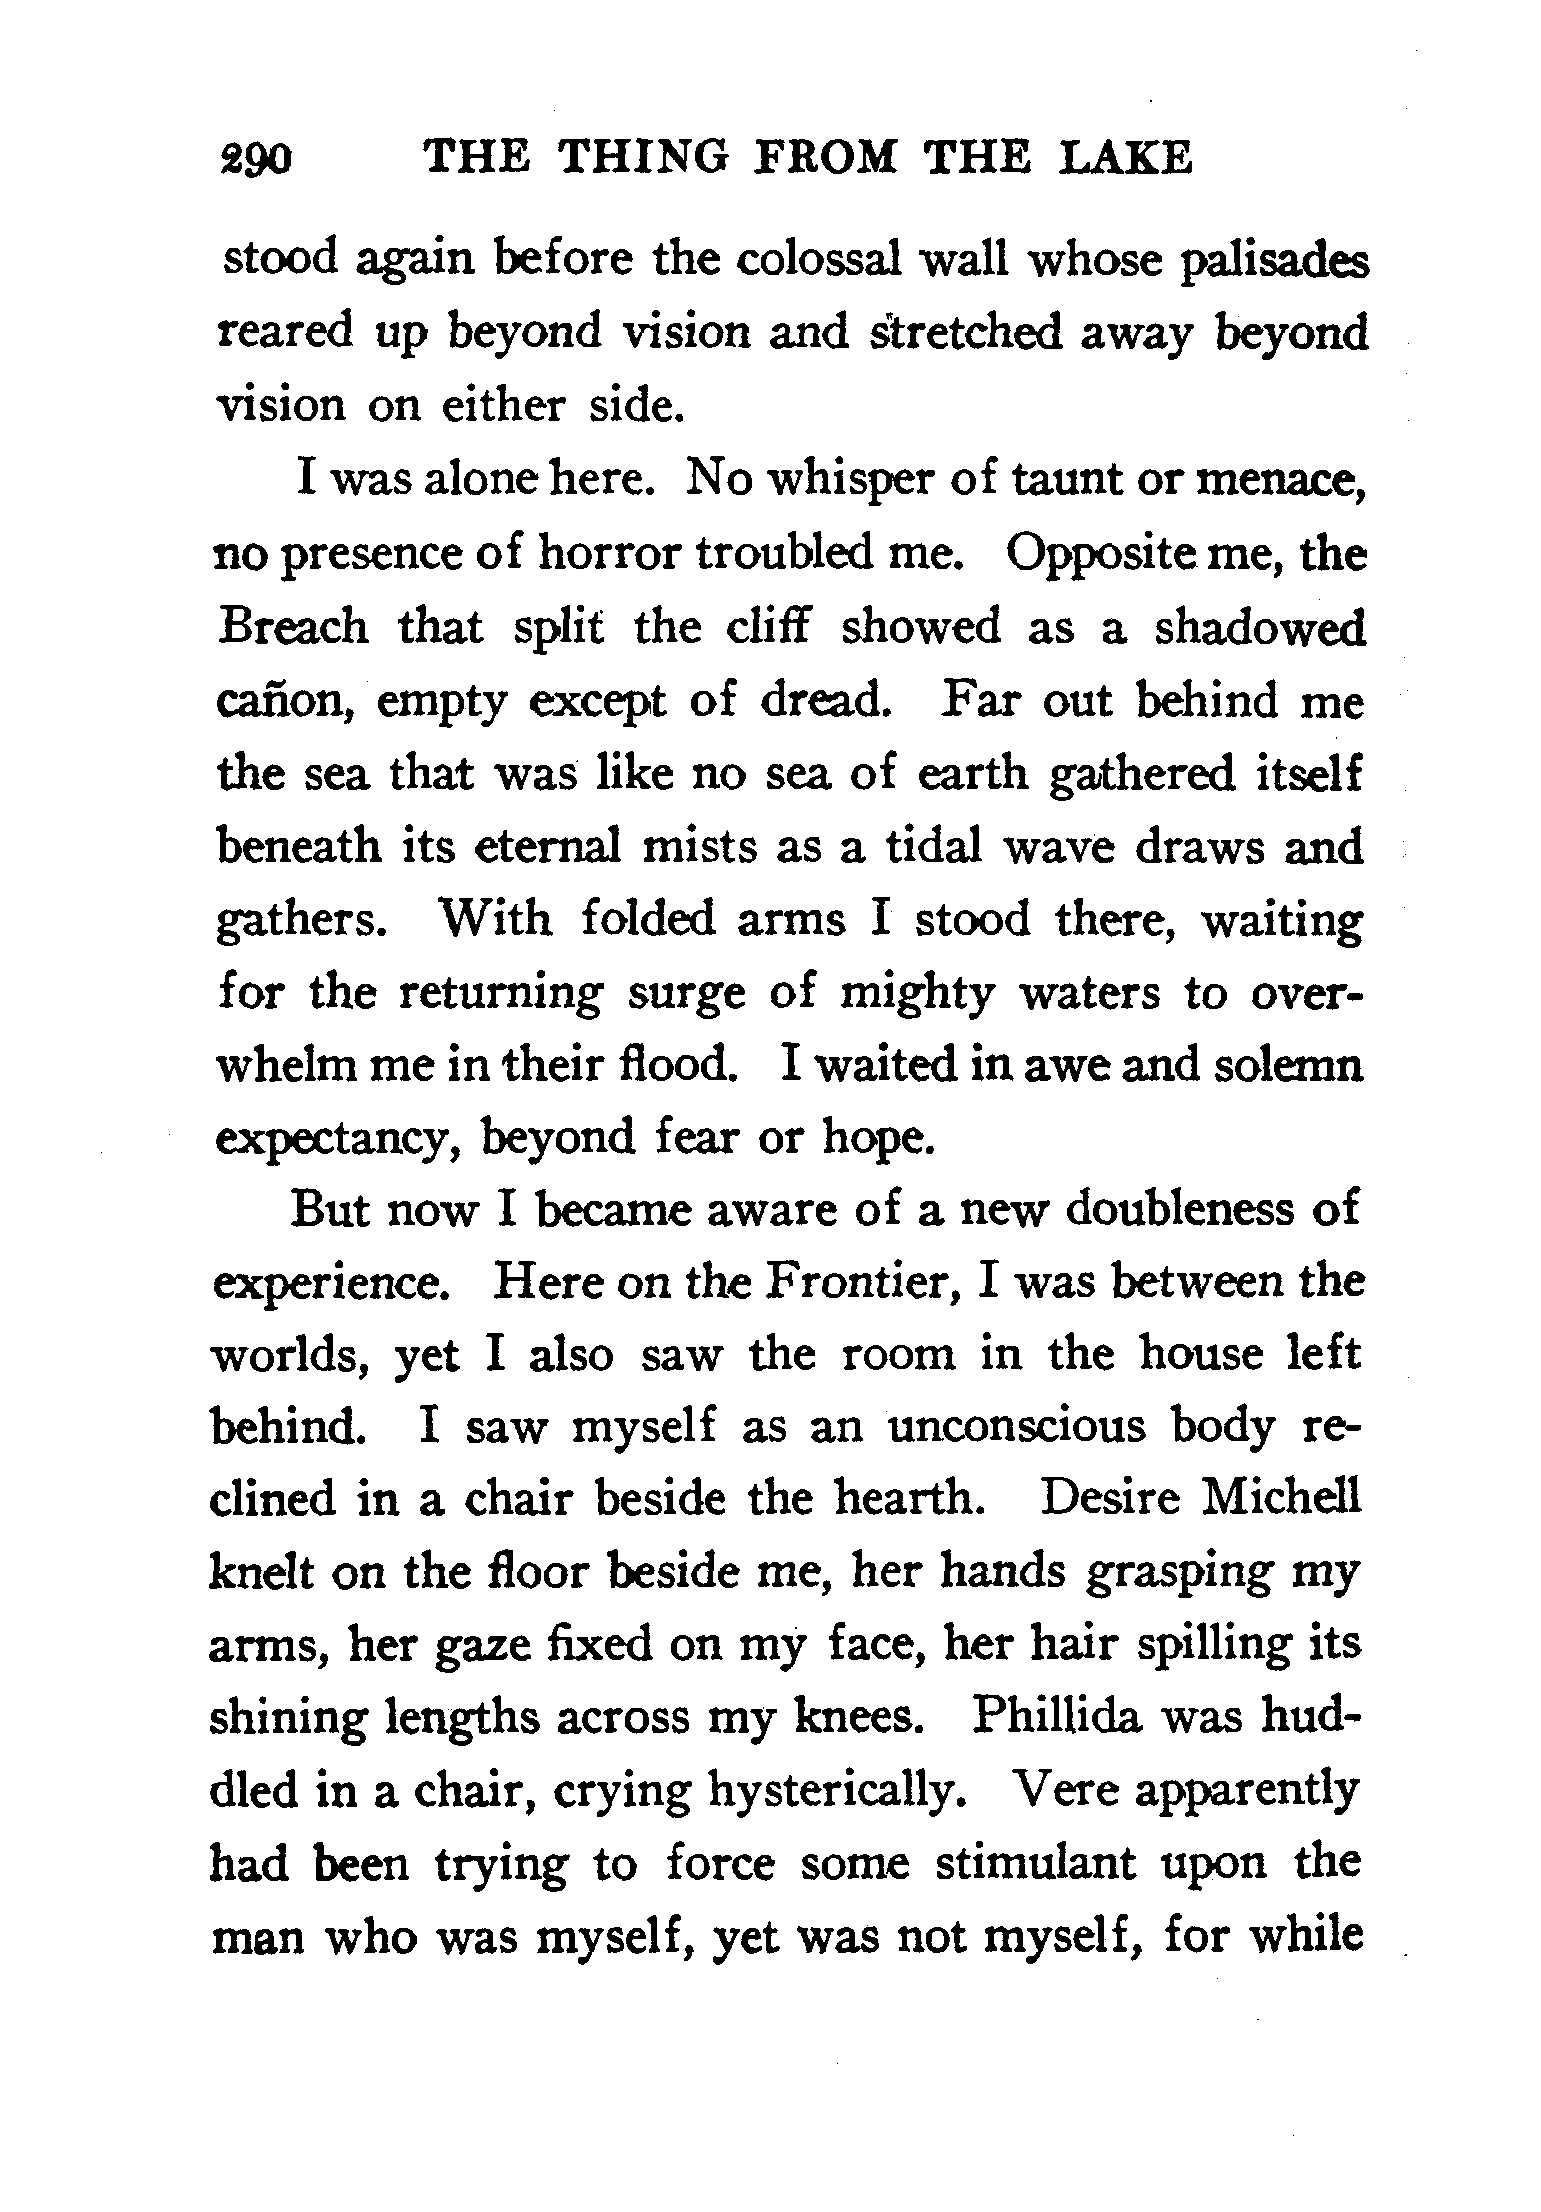 290 THE THING FROM THE LAKE
stood again before the colossal wall whose palisades
reared up beyond vision and stretched away beyond
vision on either side.
I was alone here. No whisper of taunt or menace,
no presence of horror troubled me. Opposite me, the
Breach that split the cliff showed as a shadowed
cañon, empty except of dread. Far out behind me
the sea that was like no sea of earth gathered itself
beneath its eternal mists as a tidal wave draws and
gathers. With folded arms I stood there, waiting
for the returning surge of mighty waters to over-
whelm me in their flood. I waited in awe and solemn
expectancy, beyond fear or hope.
But now I became aware of a new doubleness of
experience. Here on the Frontier, I was between the
worlds, yet I also saw the room in the house left
behind. I saw myself as an unconscious body re-
clined in a chair beside the hearth. Desire Michell
knelt on the floor beside me, her hands grasping my
arms, her gaze fixed on my face, her hair spilling its
shining lengths across my knees. Phillida was hud-
dled in a chair, crying hysterically. Vere apparently
had been trying to force some stimulant upon the
man who was myself, yet was not myself, for while